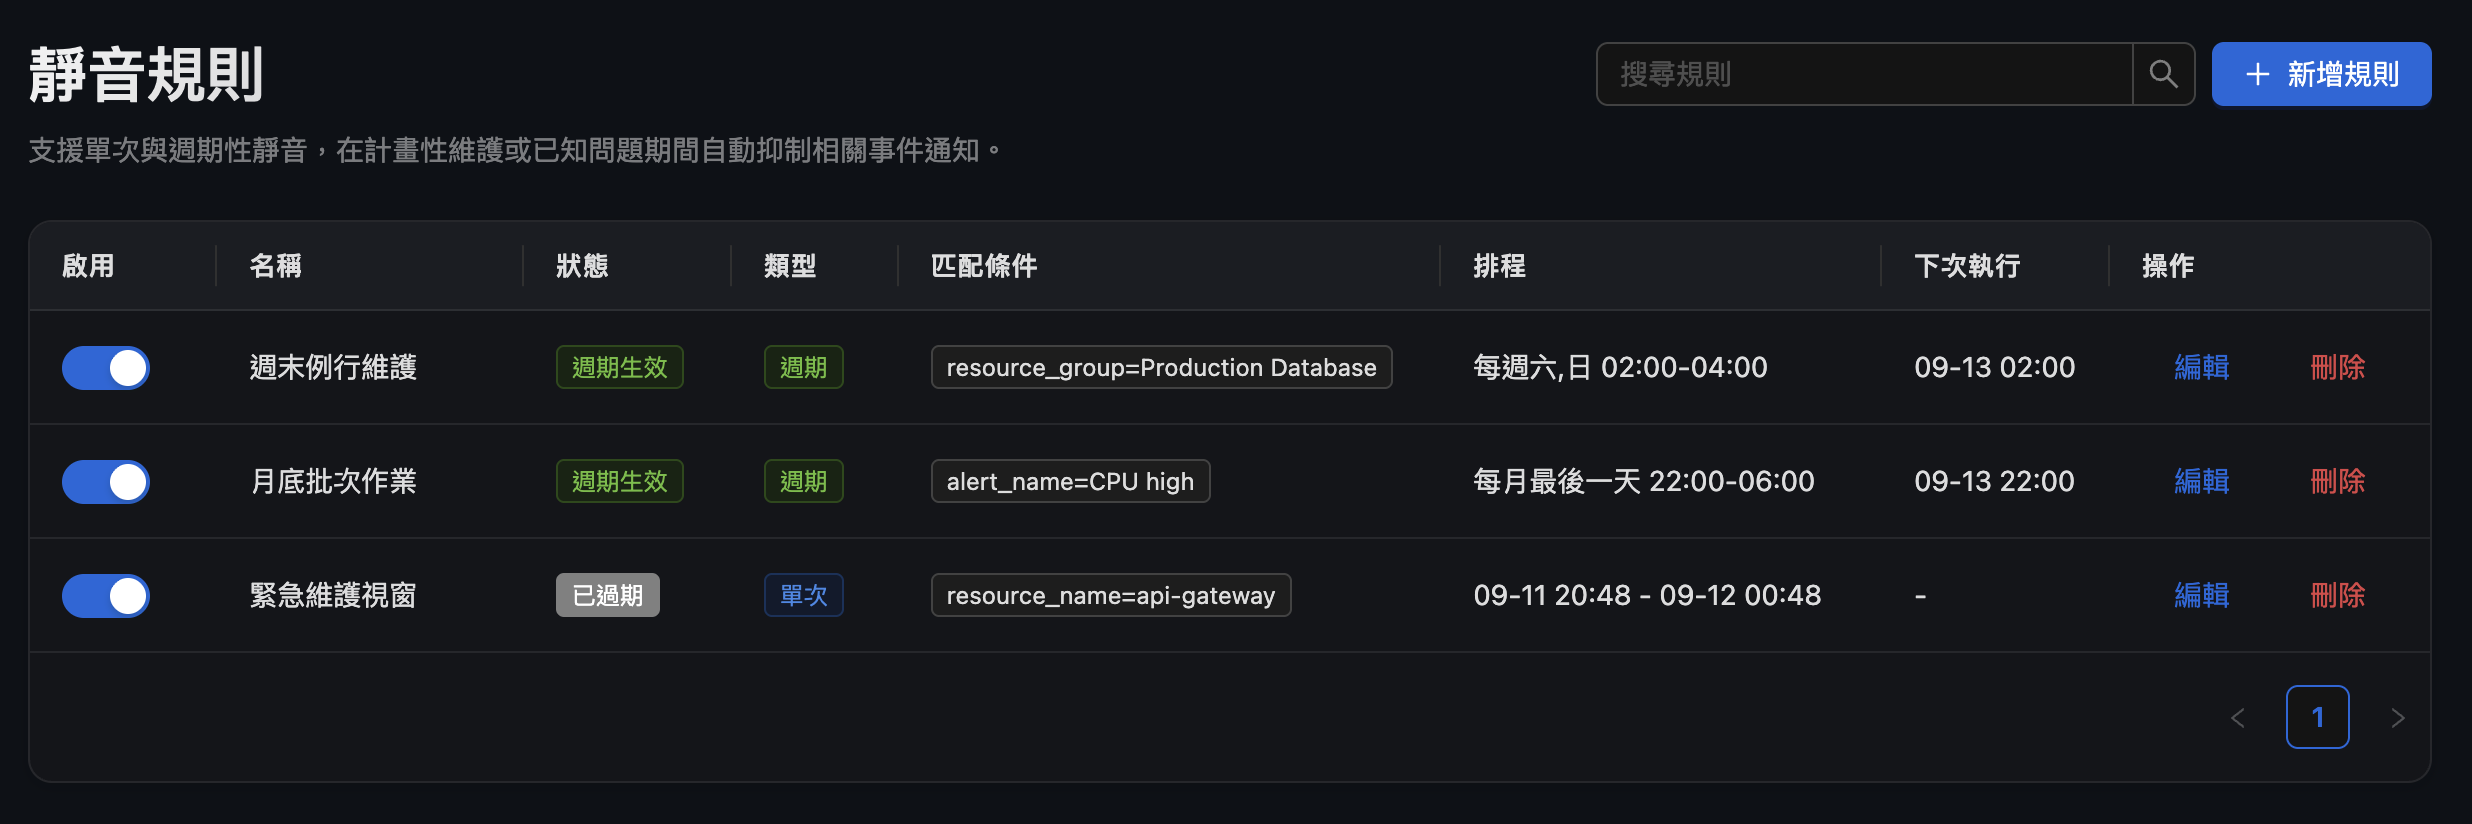 靜音規則
搜尋規則
新增規則
支援單次與週期性靜音，在計畫性維護或已知問題期間自動抑制相關事件通知。
啟用 名稱 狀態 類型 匹配條件 排程 下次執行 操作
週末例行維護 週期生效 週期 resource_group=Production Database 每週六,日 02:00-04:00 09-13 02:00 編輯 刪除
月底批次作業 週期生效 週期 alert_name=CPU high 每月最後一天 22:00-06:00 09-13 22:00 編輯 刪除
緊急維護視窗 已過期 單次 resource_name=api-gateway 09-11 20:48 - 09-12 00:48 - 編輯 刪除
1